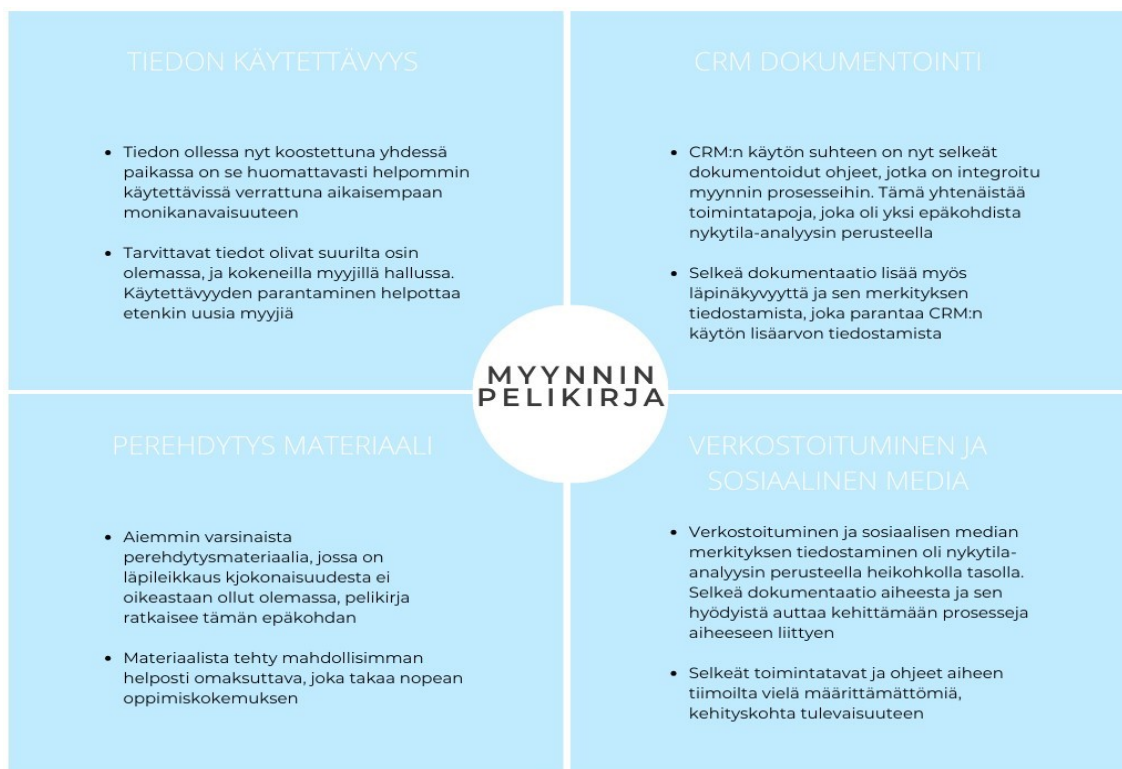 TIEDON KÄYTETTÄVYYS
• Tiedon ollessa nyt koostettuna yhdessä
paikassa on se huomattavasti helpommin
käytettävissä verrattuna aikaisempaan
monikanavaisuuteen
• Tarvittavat tiedot olivat suurilta osin
olemassa, ja kokeneilla myyjillä hallussa.
Käytettävyyden parantaminen helpottaa
etenkin uusia myyjiä
CRM DOKUMENTOINTI
• CRM:n käytön suhteen on nyt selkeät
dokumentoidut ohjeet, jotka on integroitu
myynnin prosesseihin. Tämä yhtenäistää
toimintatapoja, joka oli yksi epäkohdista
nykytila-analyysin perusteella
• Selkeä dokumentaatio lisää myös
läpinäkyvyyttä ja sen merkityksen
tiedostamista, joka parantaa CRM:n
käytön lisäarvon tiedostamista
MYYNNIN
PELIKIRJA
PEREHDYTYS MATERIAALI
• Aiemmin varsinaista
perehdytysmateriaalia, jossa on
läpileikkaus kjokonaisuudesta ei
oikeastaan ollut olemassa, pelikirja
ratkaisee tämän epäkohdan
• Materiaalista tehty mahdollisimman
helposti omaksuttava, joka takaa nopean
oppimiskokemuksen
VERKOSTOITUMINEN JA
SOSIAALINEN MEDIA
• Verkostoituminen ja sosiaalisen median
merkityksen tiedostaminen oli nykytila-
analyysin perusteella heikohkolla tasolla.
Selkeä dokumentaatio aiheesta ja sen
hyödyistä auttaa kehittämään prosesseja
aiheeseen liittyen
• Selkeät toimintatavat ja ohjeet aiheen
tiimoilta vielä määrittämättömiä,
kehityskohta tulevaisuuteen